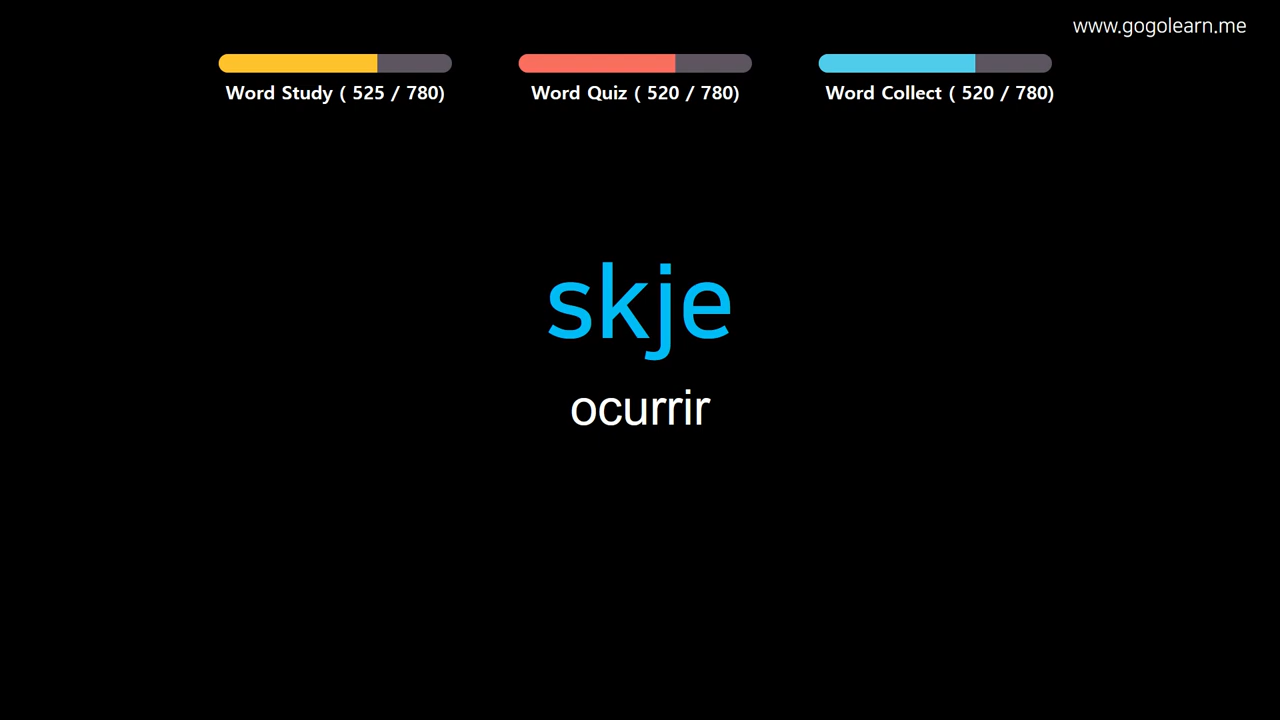 www.gogolearn.me
Word Study ( 525 / 780)
Word Quiz ( 520 / 780)
Word Collect ( 520 / 780)
skje
ocurrir